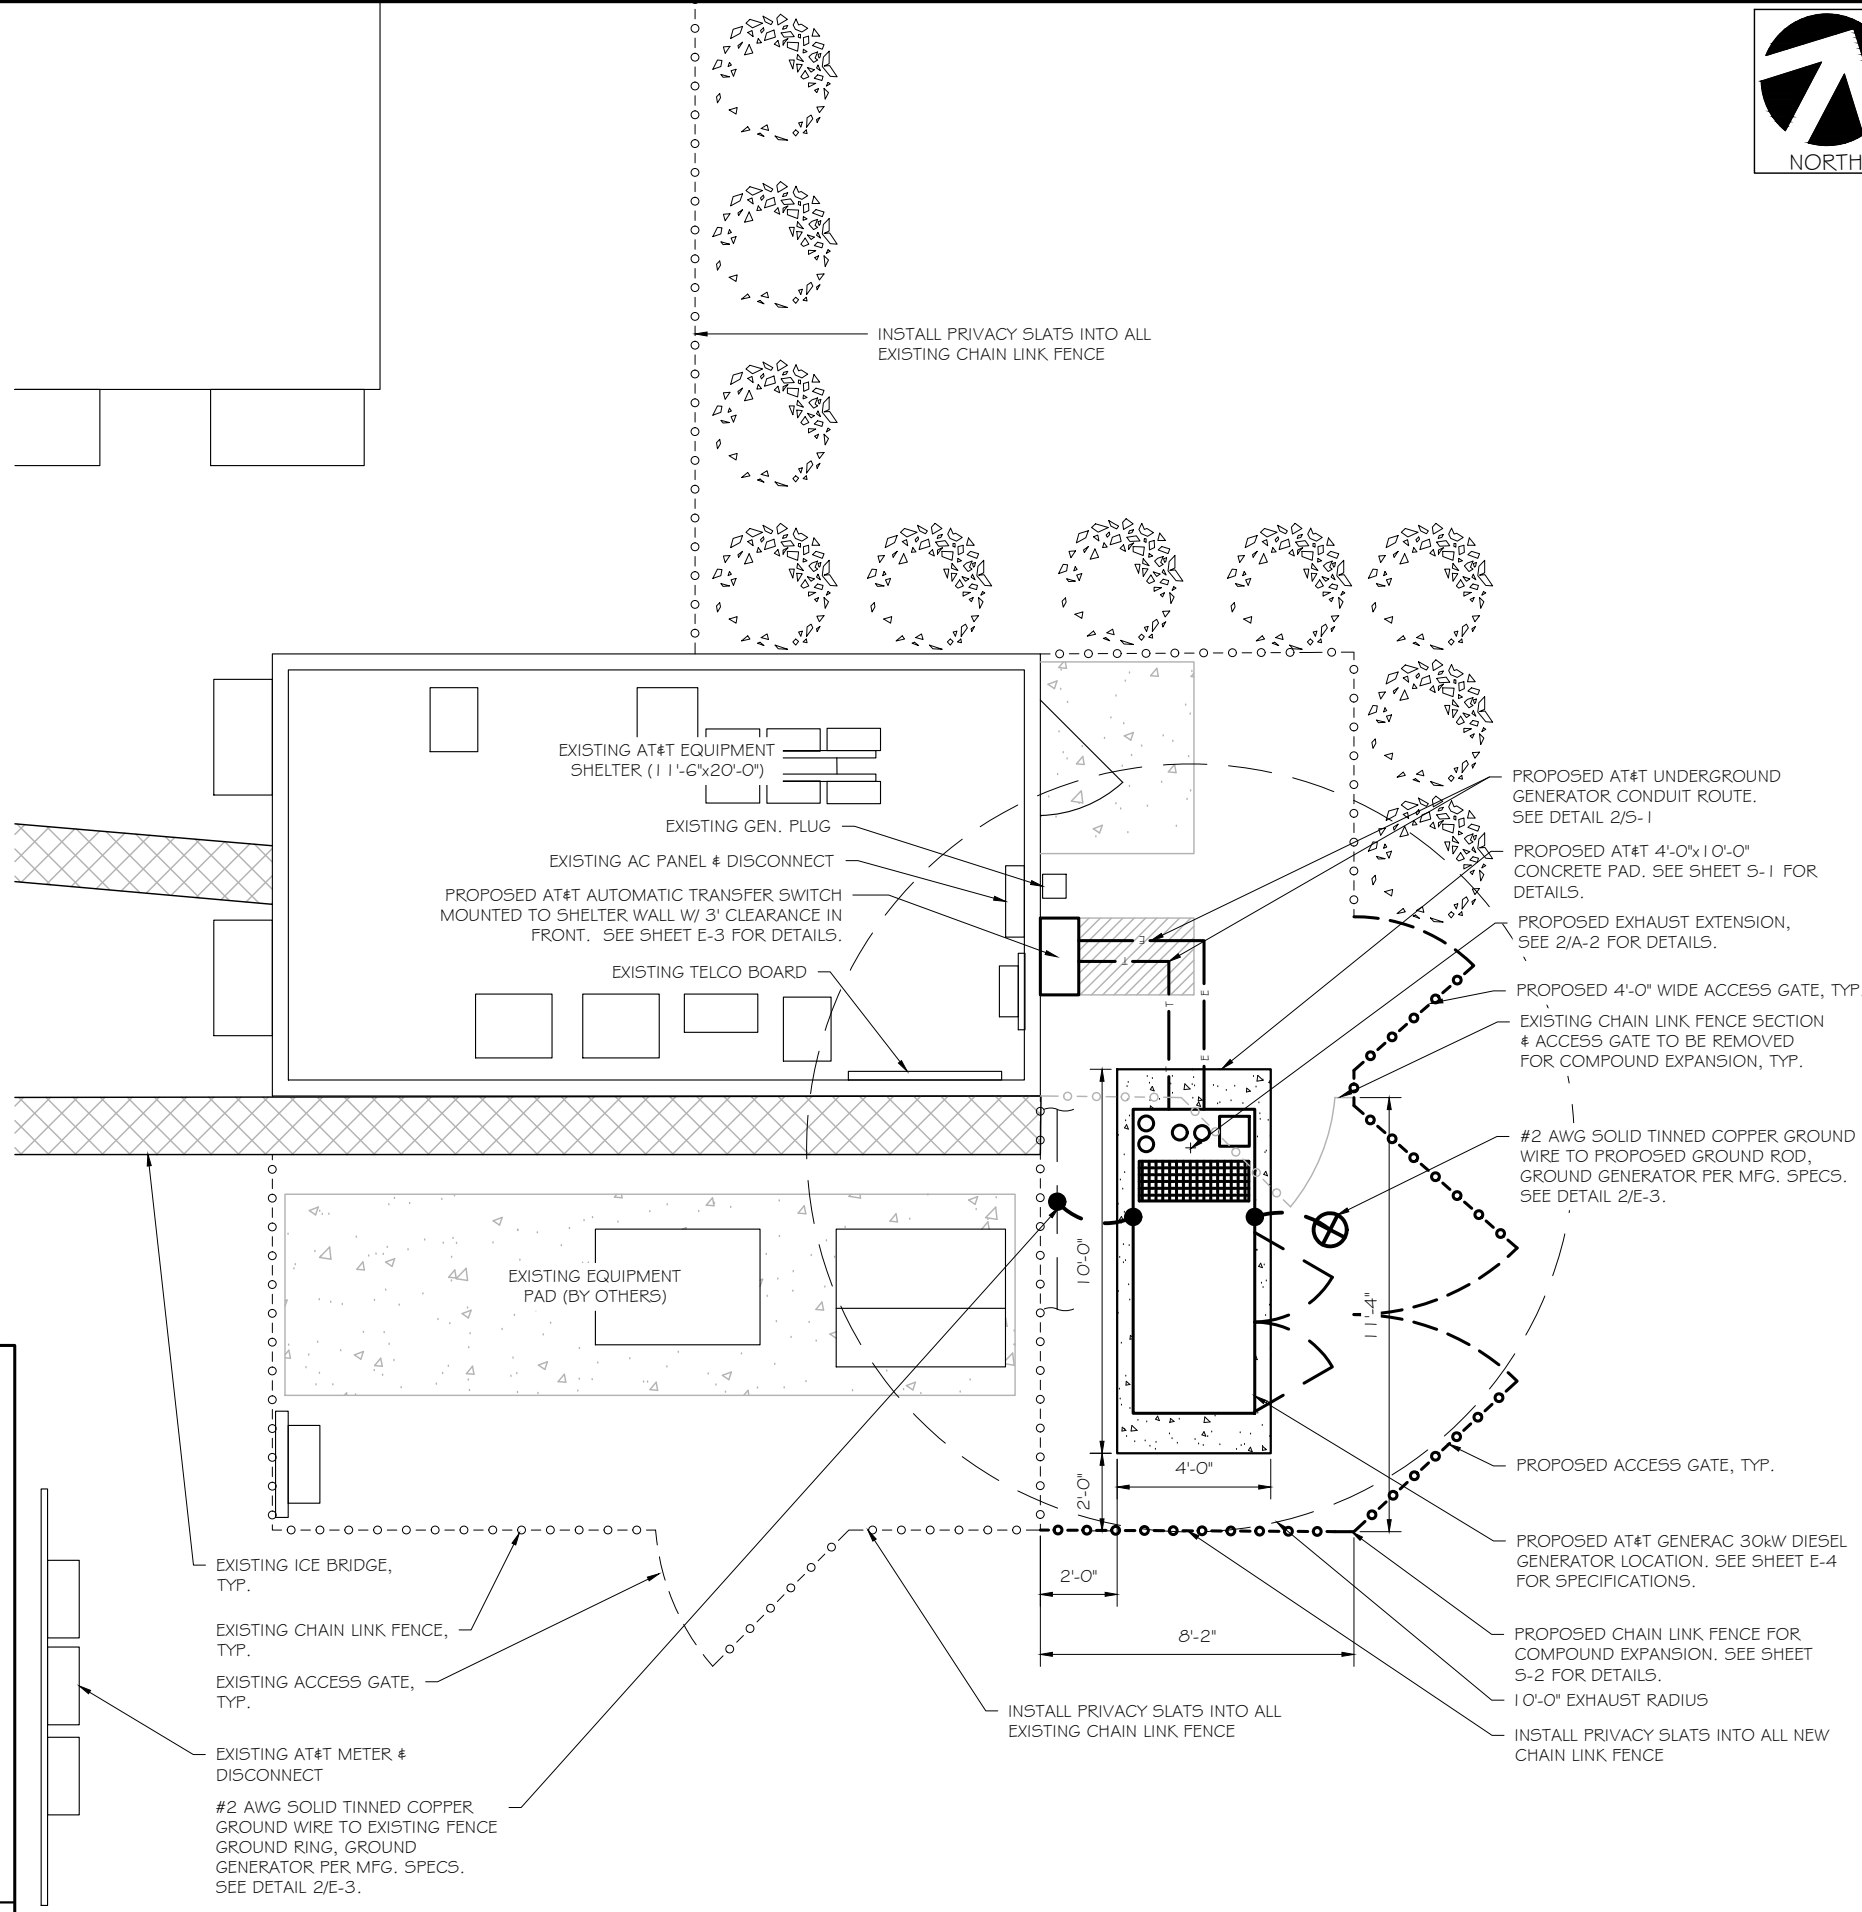 NORTH
INSTALL PRIVACY SLATS INTO ALL
EXISTING CHAIN LINK FENCE
EXISTING AT&T EQUIPMENT
SHELTER (11'-6"x20'-0")
EXISTING GEN. PLUG
EXISTING AC PANEL & DISCONNECT
PROPOSED AT&T AUTOMATIC TRANSFER SWITCH
MOUNTED TO SHELTER WALL W/ 3' CLEARANCE IN
FRONT. SEE SHEET E-3 FOR DETAILS.
EXISTING TELCO BOARD
PROPOSED AT&T UNDERGROUND
GENERATOR CONDUIT ROUTE.
SEE DETAIL 2/S-1
PROPOSED AT&T 4'-0"x10'-0"
CONCRETE PAD. SEE SHEET S-1 FOR
DETAILS.
PROPOSED EXHAUST EXTENSION,
SEE 2/A-2 FOR DETAILS.
PROPOSED 4'-0" WIDE ACCESS GATE, TYP
EXISTING CHAIN LINK FENCE SECTION
& ACCESS GATE TO BE REMOVED
FOR COMPOUND EXPANSION, TYP.
#2 AWG SOLID TINNED COPPER GROUND
WIRE TO PROPOSED GROUND ROD,
GROUND GENERATOR PER MFG. SPECS.
SEE DETAIL 2/E-3.
E
T
T
E
E
EXISTING EQUIPMENT
PAD (BY OTHERS)
10'-0"
11'-4"
2'-0"
4'-0"
2'-0"
8'-2"
PROPOSED ACCESS GATE, TYP.
PROPOSED AT&T GENERAC 30kW DIESEL
GENERATOR LOCATION. SEE SHEET E-4
FOR SPECIFICATIONS.
PROPOSED CHAIN LINK FENCE FOR
COMPOUND EXPANSION. SEE SHEET
S-2 FOR DETAILS.
10'-0" EXHAUST RADIUS
INSTALL PRIVACY SLATS INTO ALL NEW
CHAIN LINK FENCE
INSTALL PRIVACY SLATS INTO ALL
EXISTING CHAIN LINK FENCE
EXISTING ICE BRIDGE,
TYP.
EXISTING CHAIN LINK FENCE,
TYP.
EXISTING ACCESS GATE,
TYP.
EXISTING AT&T METER &
DISCONNECT
#2 AWG SOLID TINNED COPPER
GROUND WIRE TO EXISTING FENCE
GROUND RING, GROUND
GENERATOR PER MFG. SPECS.
SEE DETAIL 2/E-3.